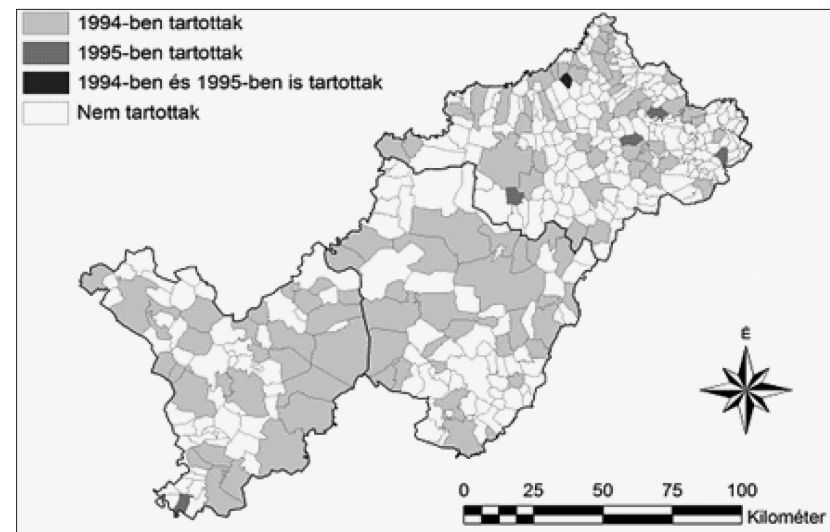 1994-ben tartottak
1995-ben tartottak
1994-ben és 1995-ben is tartottak
Nem tartottak
É
0 25 50 75 100
Kilométer